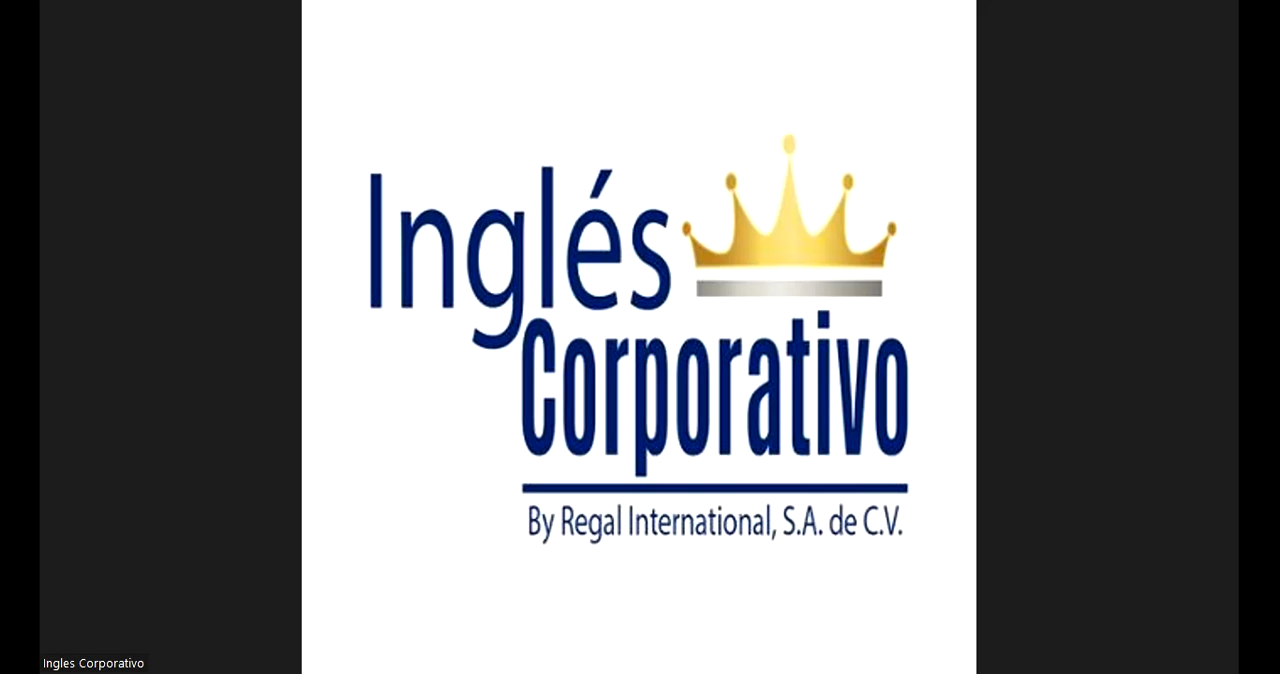 Inglés
Corporativo
By Regal International, S.A. de C.V.
Ingles Corporativo